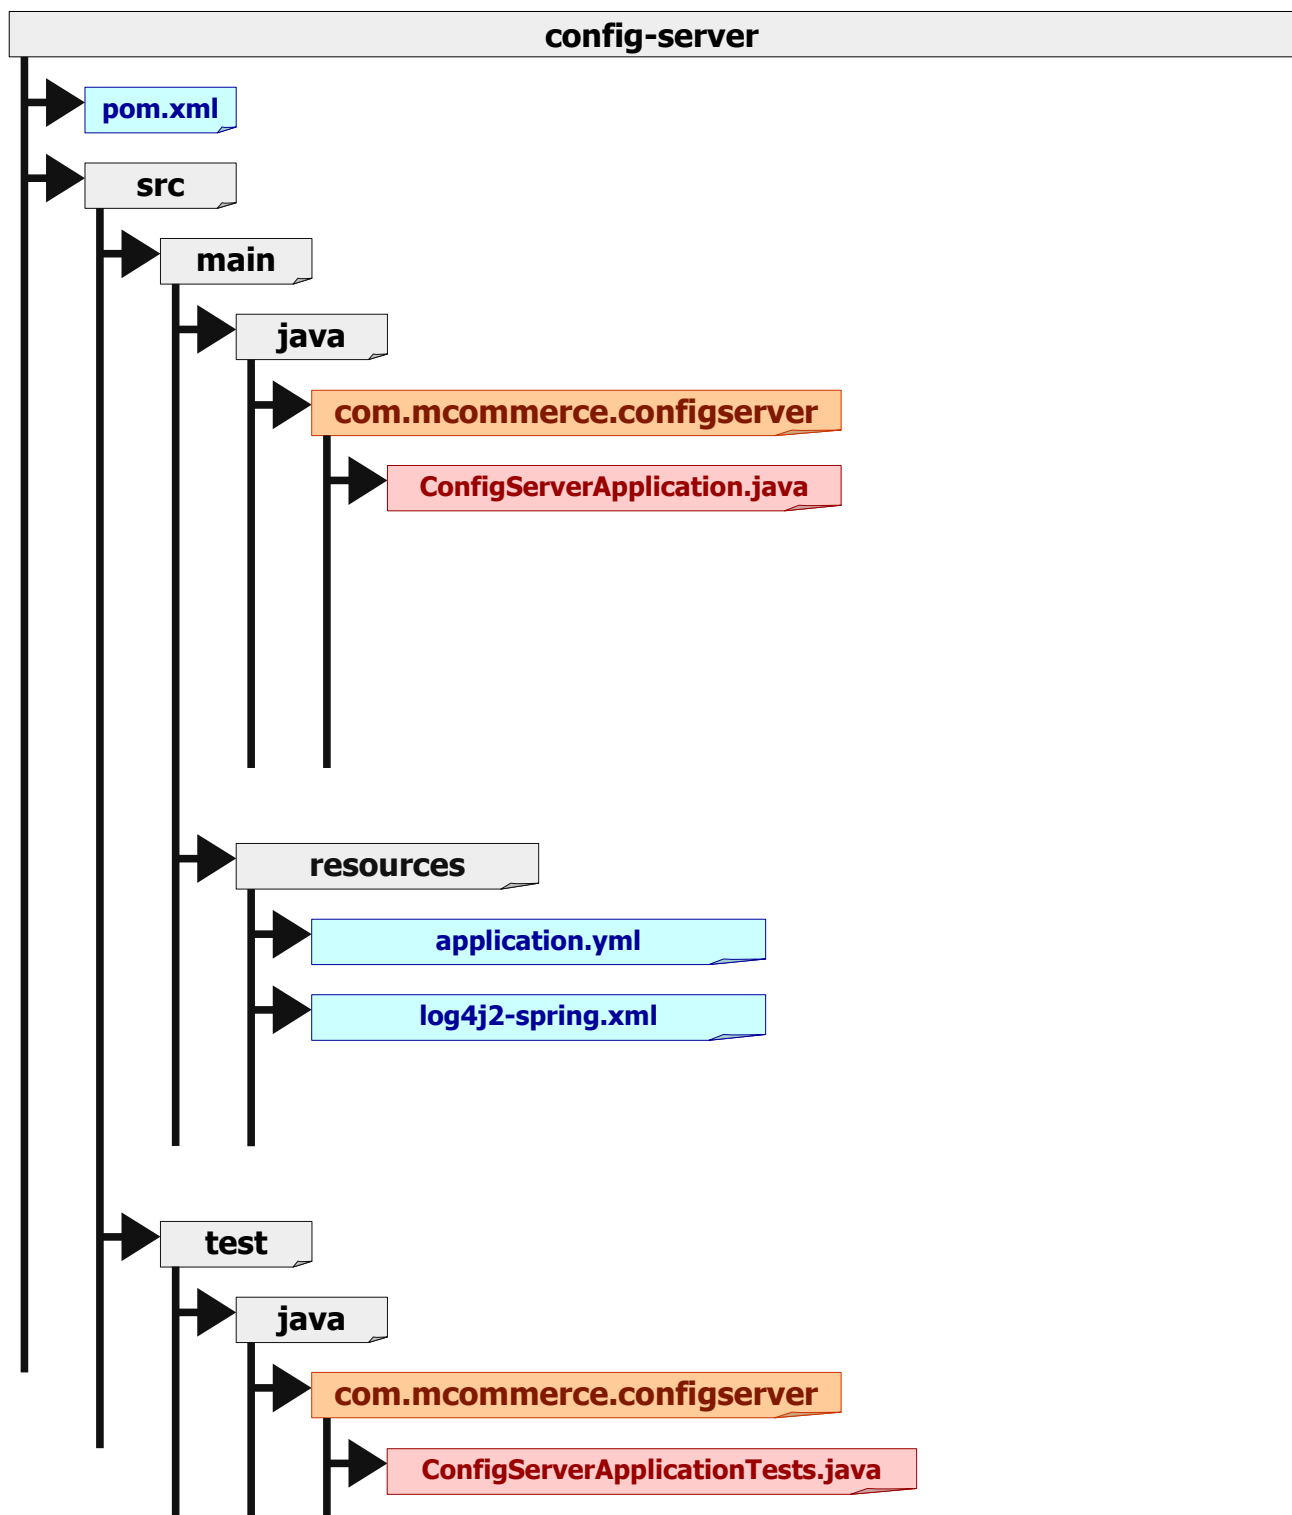 config-server
pom.xml
src
main
java
com.mcommerce.configserver
ConfigServerApplication.java
resources
application.yml
log4j2-spring.xml
test
java
com.mcommerce.configserver
ConfigServerApplicationTests.java